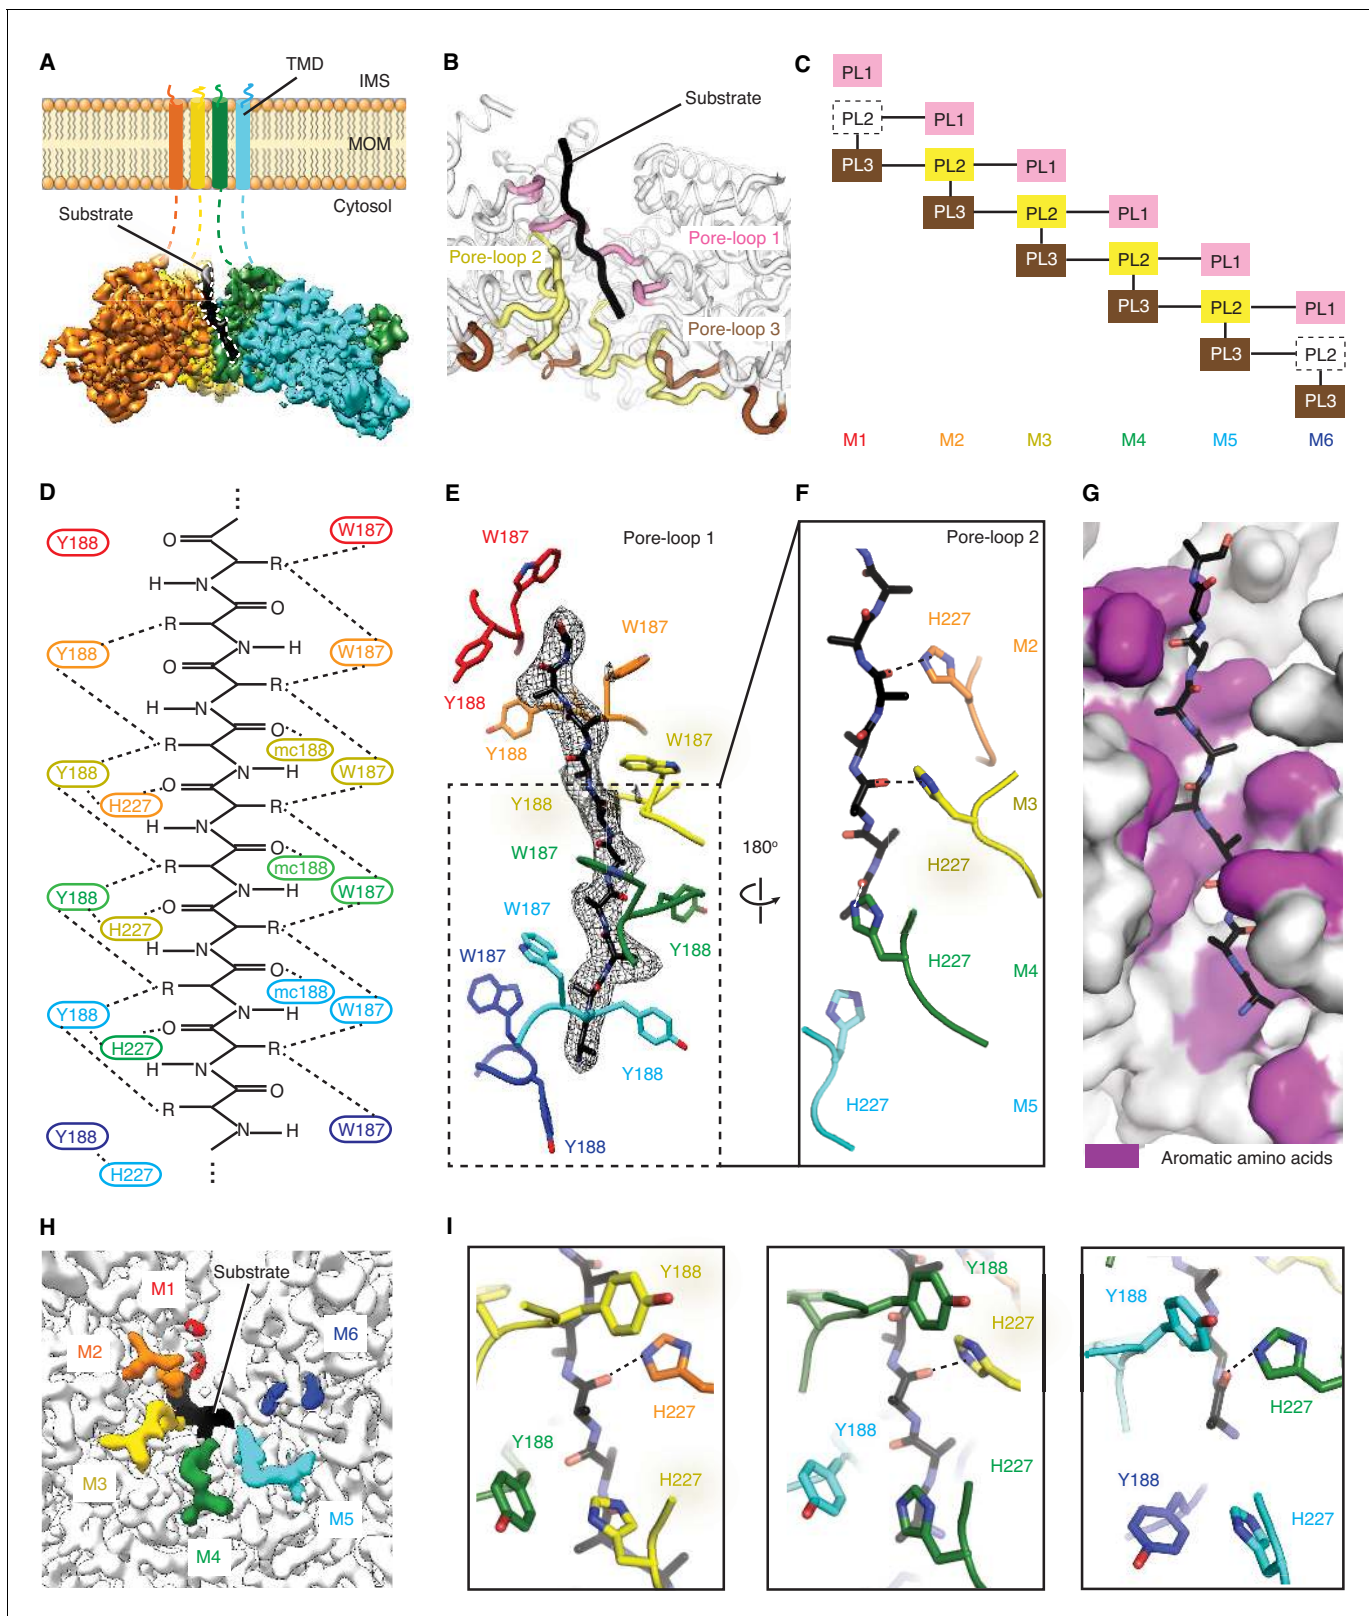 A
TMD
IMS
MOM
Cytosol
Substrate
B
Substrate
Pore-loop 1
Pore-loop 2
Pore-loop 3
C
PL1
PL2 PL1
PL3 PL2 PL1
PL3 PL2 PL1
PL3 PL2 PL1
PL3 PL2 PL1
PL3 PL2
PL3
M1 M2 M3 M4 M5 M6
D
Y188
O
R
W187
H N
O
R
N H
Y188
O
R
W187
H N
O
mc188
R
N H
Y188
O
R
W187
H227
H N
O
mc188
R
N H
Y188
O
R
W187
H227
H N
O
mc188
R
N H
Y188
O
R
W187
H227
H N
O
R
N H
Y188
W187
H227
E
Pore-loop 1
W187
Y188
W187
Y188
W187
Y188
W187
Y188
W187
Y188
W187
Y188
180°
F
Pore-loop 2
H227
M2
M3
H227
H227
M4
H227
M5
G
Aromatic amino acids
H
Substrate
M1
M2
M6
M3
M5
M4
I
Y188
H227
Y188
H227
Y188
H227
Y188
H227
Y188
H227
Y188
H227